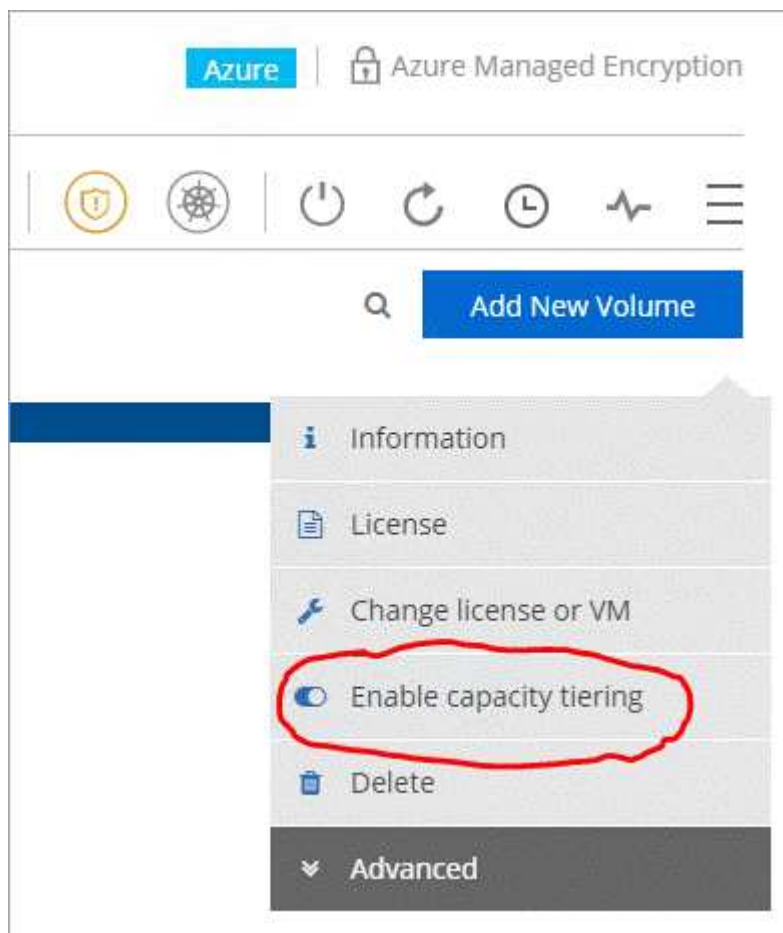 Azure Azure Managed Encryption
Add New Volume
Information
License
Change license or VM
Enable capacity tiering
Delete
Advanced